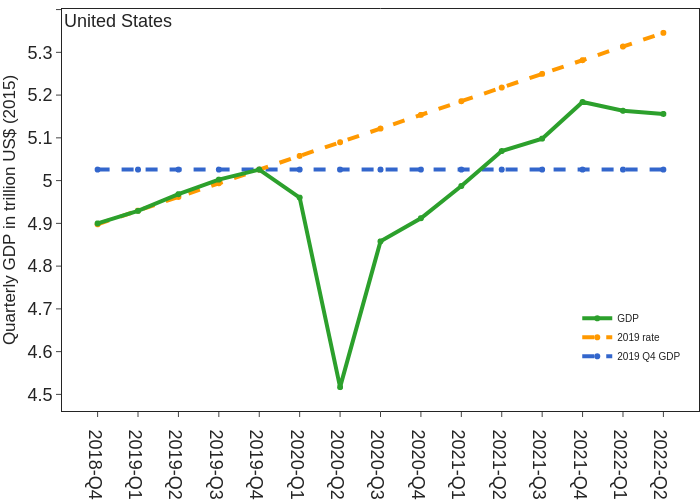 United States
Quarterly GDP in trillion US$ (2015)
5.3
5.2
5.1
5
4.9
4.8
4.7
4.6
4.5
GDP
2019 rate
2019 Q4 GDP
2018-Q4
2019-Q1
2019-Q2
2019-Q3
2019-Q4
2020-Q1
2020-Q2
2020-Q3
2020-Q4
2021-Q1
2021-Q2
2021-Q3
2021-Q4
2022-Q1
2022-Q2